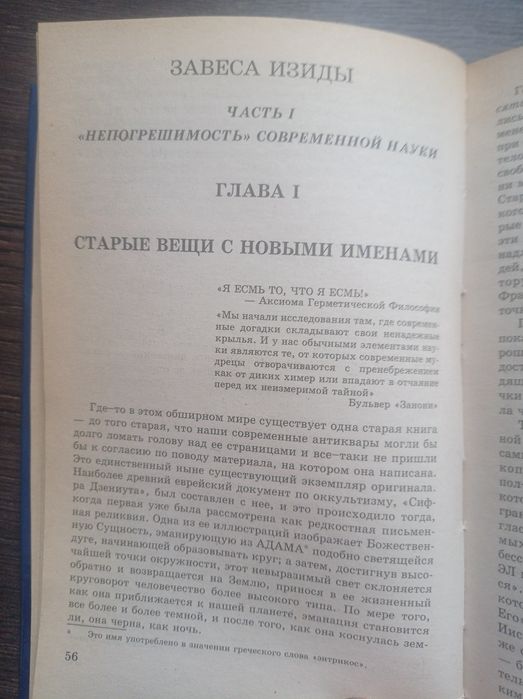 ЗАВЕСА ИЗИДЫ
ЧАСТЬ I
«НЕПОГРЕШИМОСТЬ» СОВРЕМЕННОЙ НАУКИ
ГЛАВА I
СТАРЫЕ ВЕЩИ С НОВЫМИ ИМЕНАМИ
«Я ЕСМЬ ТО, ЧТО Я ЕСМЬ!»
— Аксиома Герметической Философии
«Мы начали исследования там, где современ-
ные догадки складывают свои ненадежные
крылья. И у нас обычными элементами нау-
ки являются те, от которых современные му-
дрецы отворачиваются с пренебрежением
как от диких химер или впадают в отчаяние
перед их неизмеримой тайной»
Бульвер «Занони»
Где—то в этом обширном мире существует одна старая книга
— до того старая, что наши современные антиквары могли бы
долго ломать голову над ее страницами и все—таки не пришли
бы к согласию по поводу материала, на котором она написана.
Это единственный ныне существующий экземпляр оригинала.
Наиболее древний еврейский документ по оккультизму, «Сиф-
ра Дзениута», был составлен с нее, и это происходило тогда,
когда первая уже была рассмотрена как редкостная письмен-
ная реликвия. Одна из ее иллюстраций изображает Божествен-
ную Сущность, эманирующую из АДАМА* подобно светящейся
дуге, начинающей образовывать круг; а затем, достигнув высо-
чайшей точки окружности, этот невыразимый свет склоняется
обратно и возвращается на Землю, принося в ее жизненный
круговорот человечество более высокого типа. По мере того,
как она приближается к нашей планете, эманация становится
все более и более темной, и после того, как она коснулась зем-
ли, она черна, как ночь.
* Это имя употреблено в значении греческого слова «энтрикос».
56